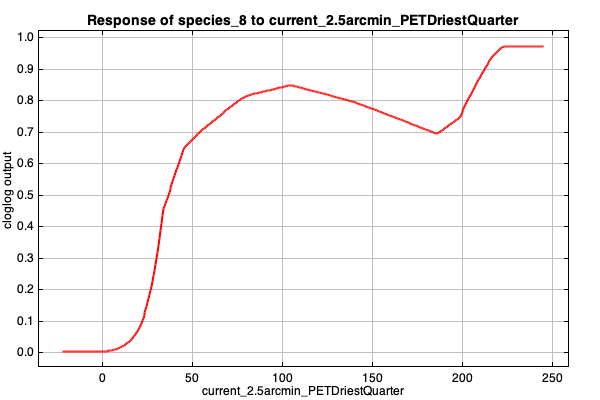 Response of species_8 to current_2.5arcmin_PETDriestQuarter
1.0
0.9
0.8
0.7
0.6
0.5
0.4
0.3
0.2
0.1
0.0
cloglog output
0 50 100 150 200 250
current_2.5arcmin_PETDriestQuarter